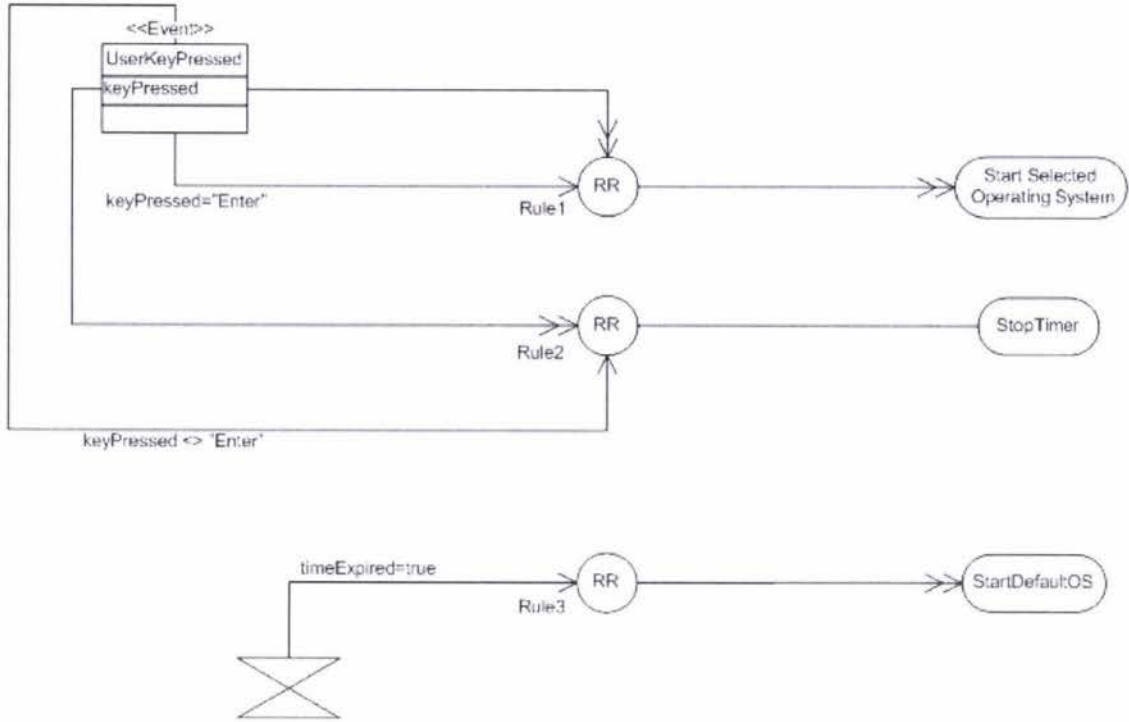 <<Event>>
UserKeyPressed
keyPressed
keyPressed="Enter"
RR
Rule1
Start Selected
Operating System
RR
Rule2
StopTimer
keyPressed <> "Enter"
timeExpired=true
RR
Rule3
StartDefaultOS